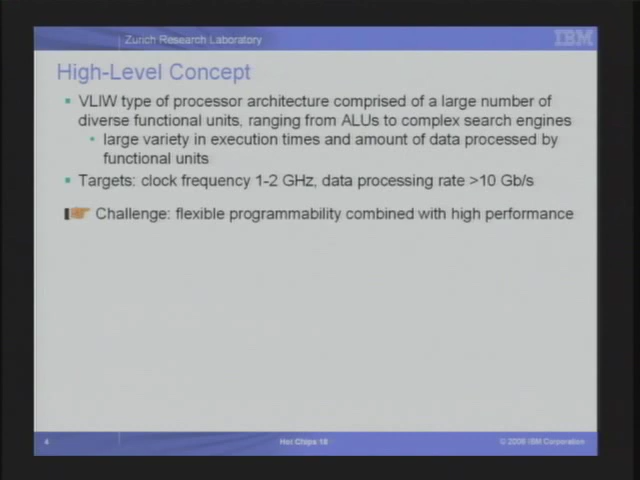 Zurich Research Laboratory
IBM
High-Level Concept
VLIW type of processor architecture comprised of a large number of
diverse functional units, ranging from ALUs to complex search engines
large variety in execution times and amount of data processed by
functional units
Targets: clock frequency 1-2 GHz, data processing rate >10 Gb/s
Challenge: flexible programmability combined with high performance
4
Hot Chips 18
© 2006 IBM Corporation